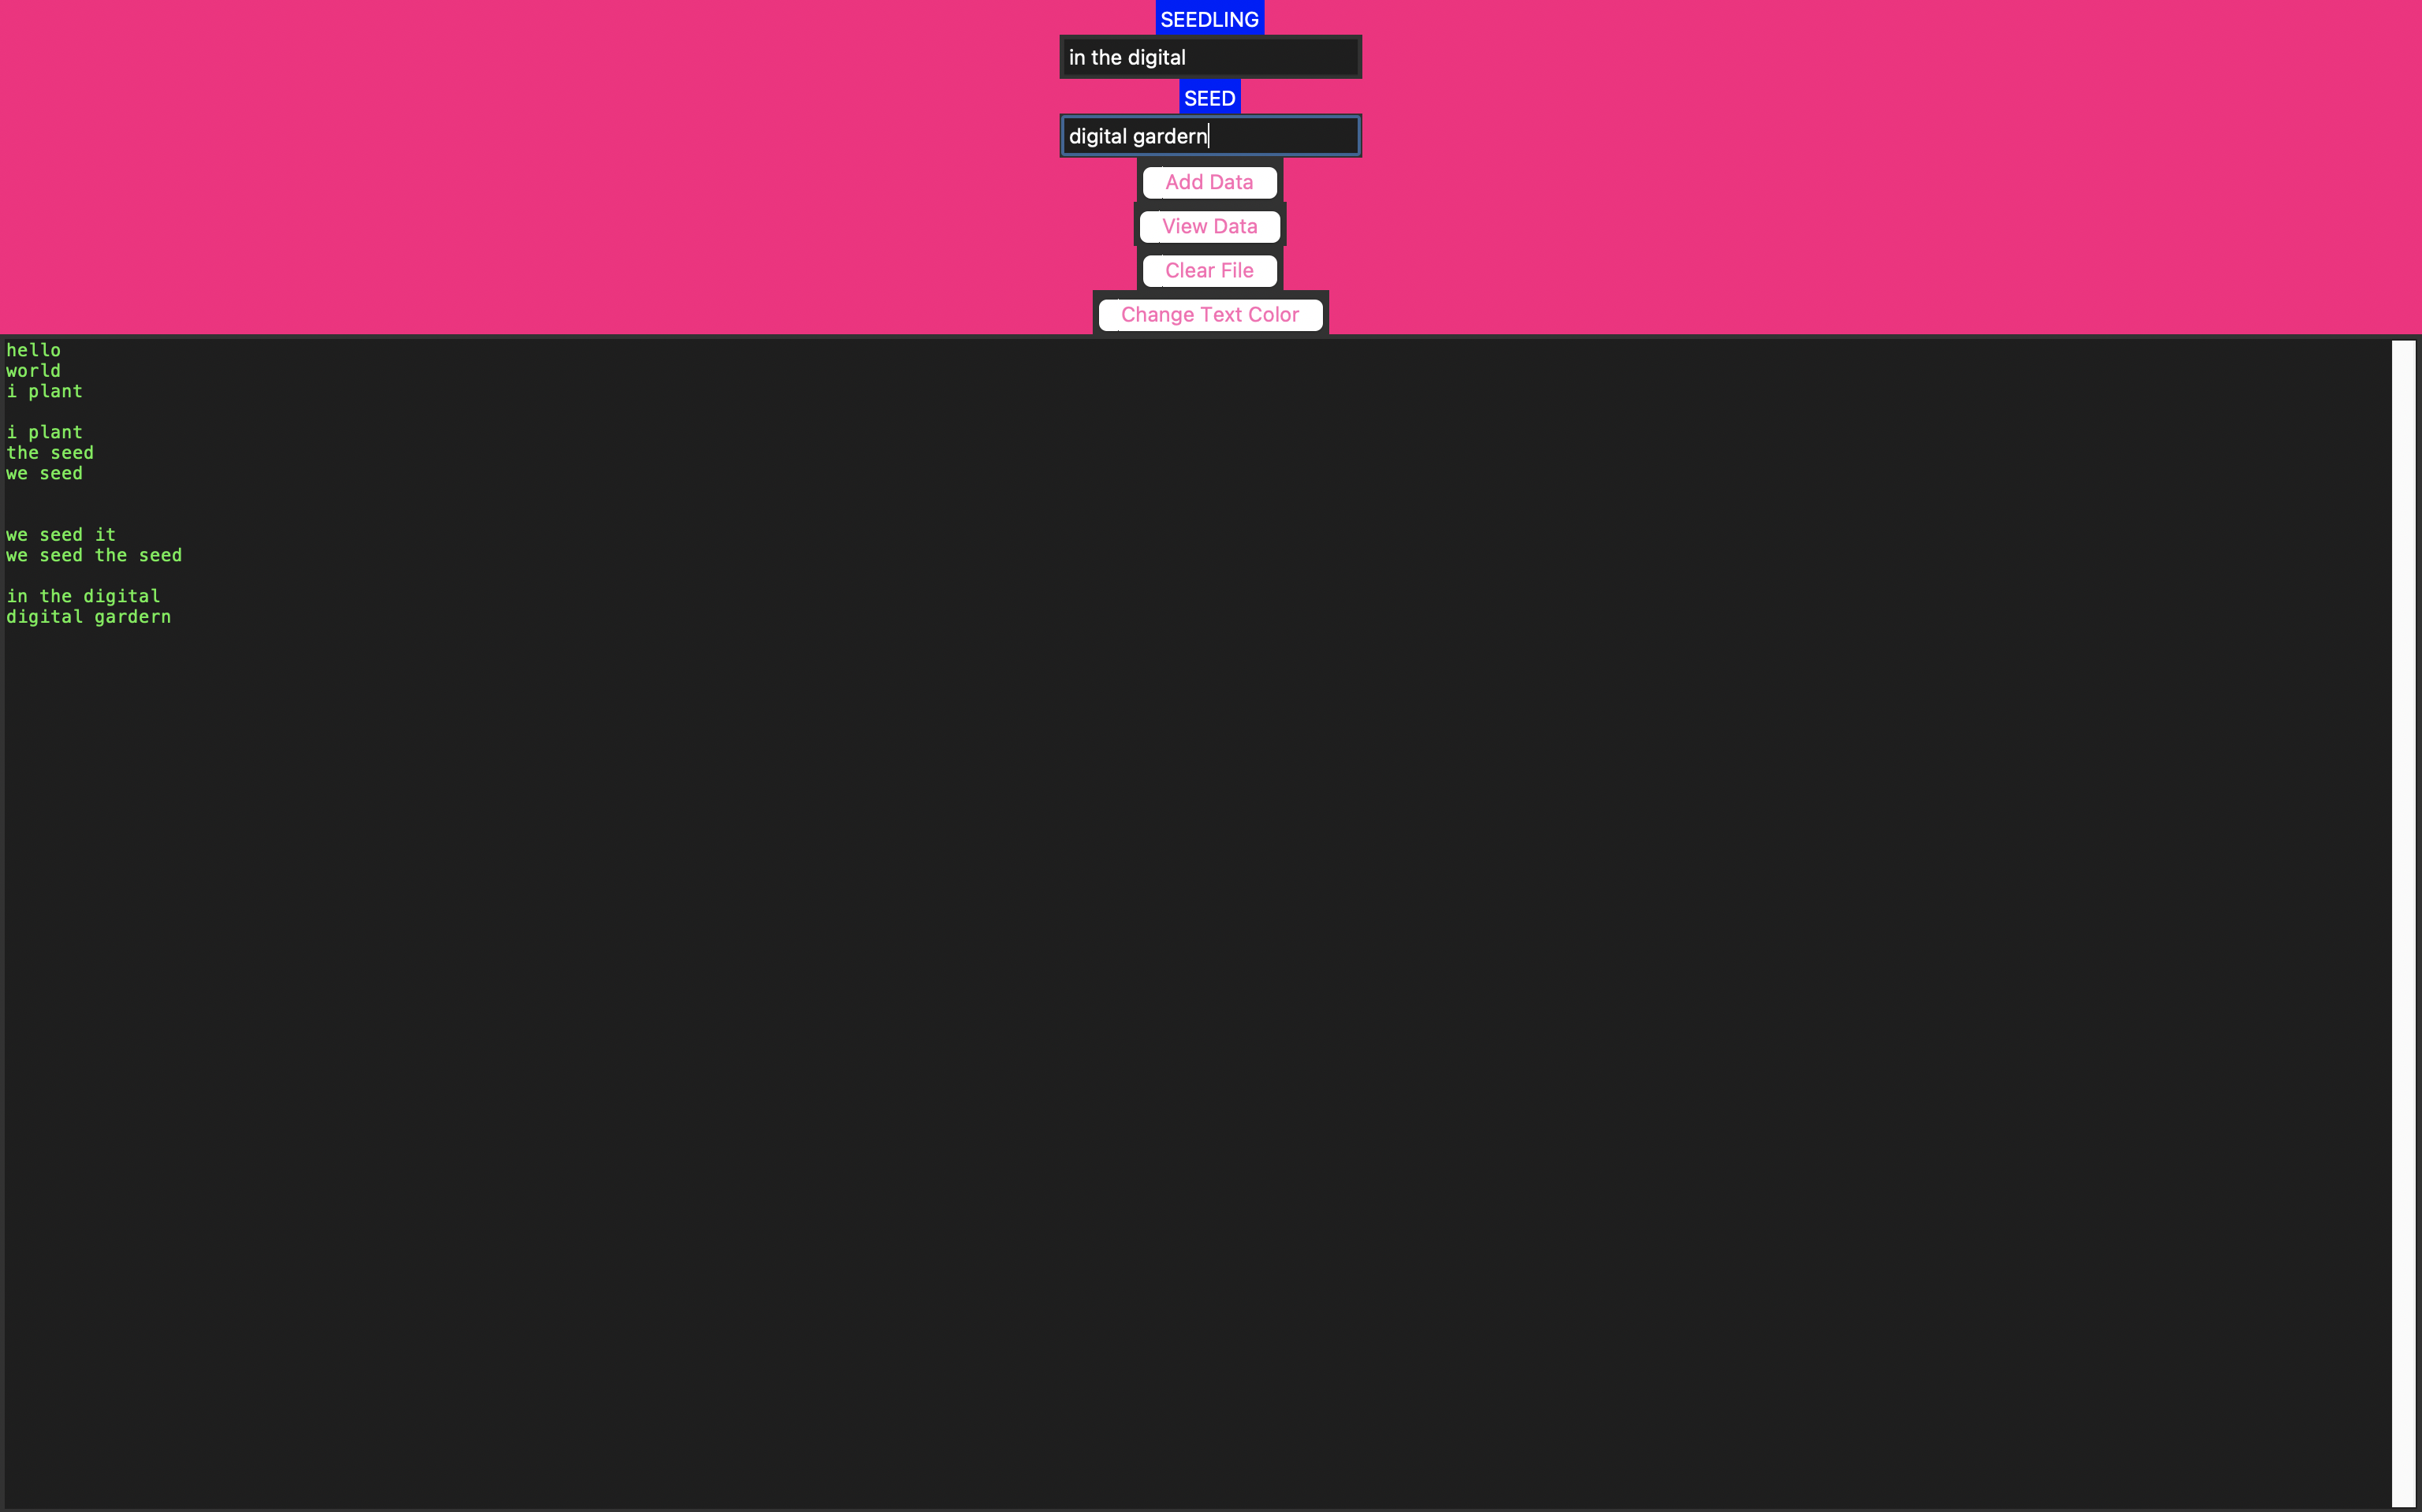 SEEDLING
in the digital
SEED
digital gardern
Add Data
View Data
Clear File
Change Text Color
hello
world
i plant
i plant
the seed
we seed
we seed it
we seed the seed
in the digital
digital gardern